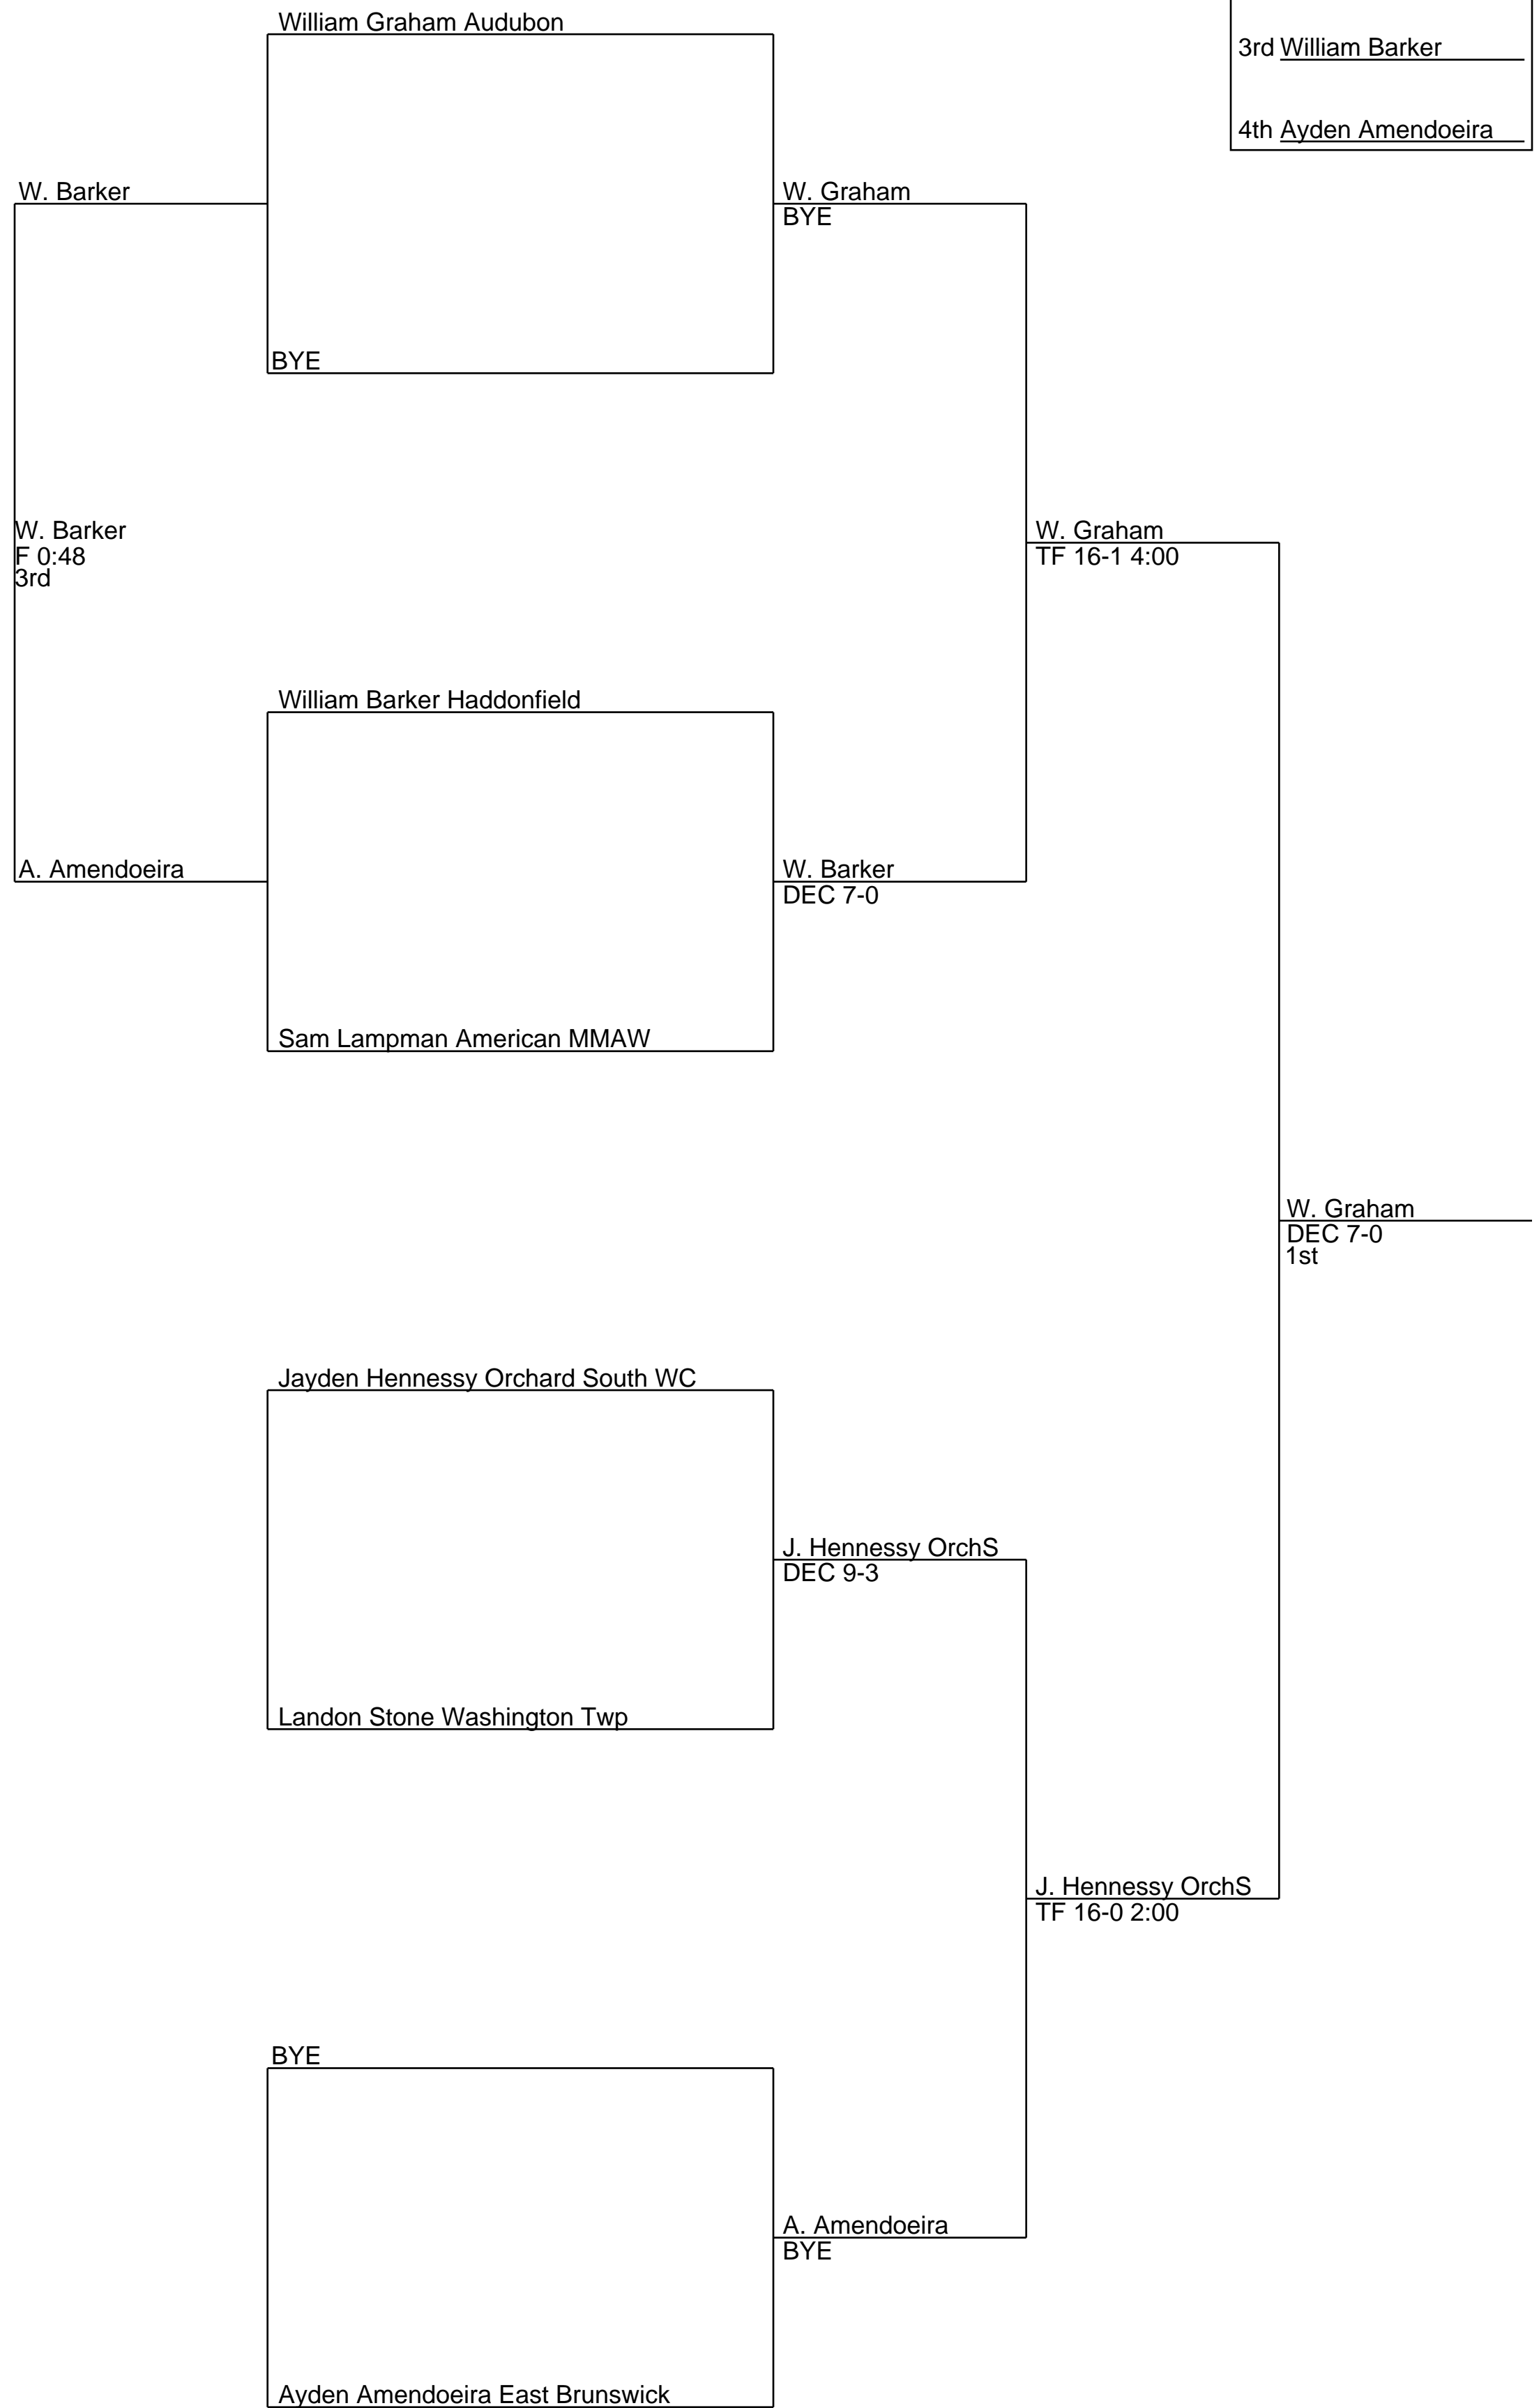 William Graham Audubon
3rd William Barker
4th Ayden Amendoeira
W. Barker
W. Graham
BYE
BYE
W. Barker
F 0:48
3rd
W. Graham
TF 16-1 4:00
William Barker Haddonfield
A. Amendoeira
W. Barker
DEC 7-0
Sam Lampman American MMAW
W. Graham
DEC 7-0
1st
Jayden Hennessy Orchard South WC
J. Hennessy OrchS
DEC 9-3
Landon Stone Washington Twp
J. Hennessy OrchS
TF 16-0 2:00
BYE
A. Amendoeira
BYE
Ayden Amendoeira East Brunswick